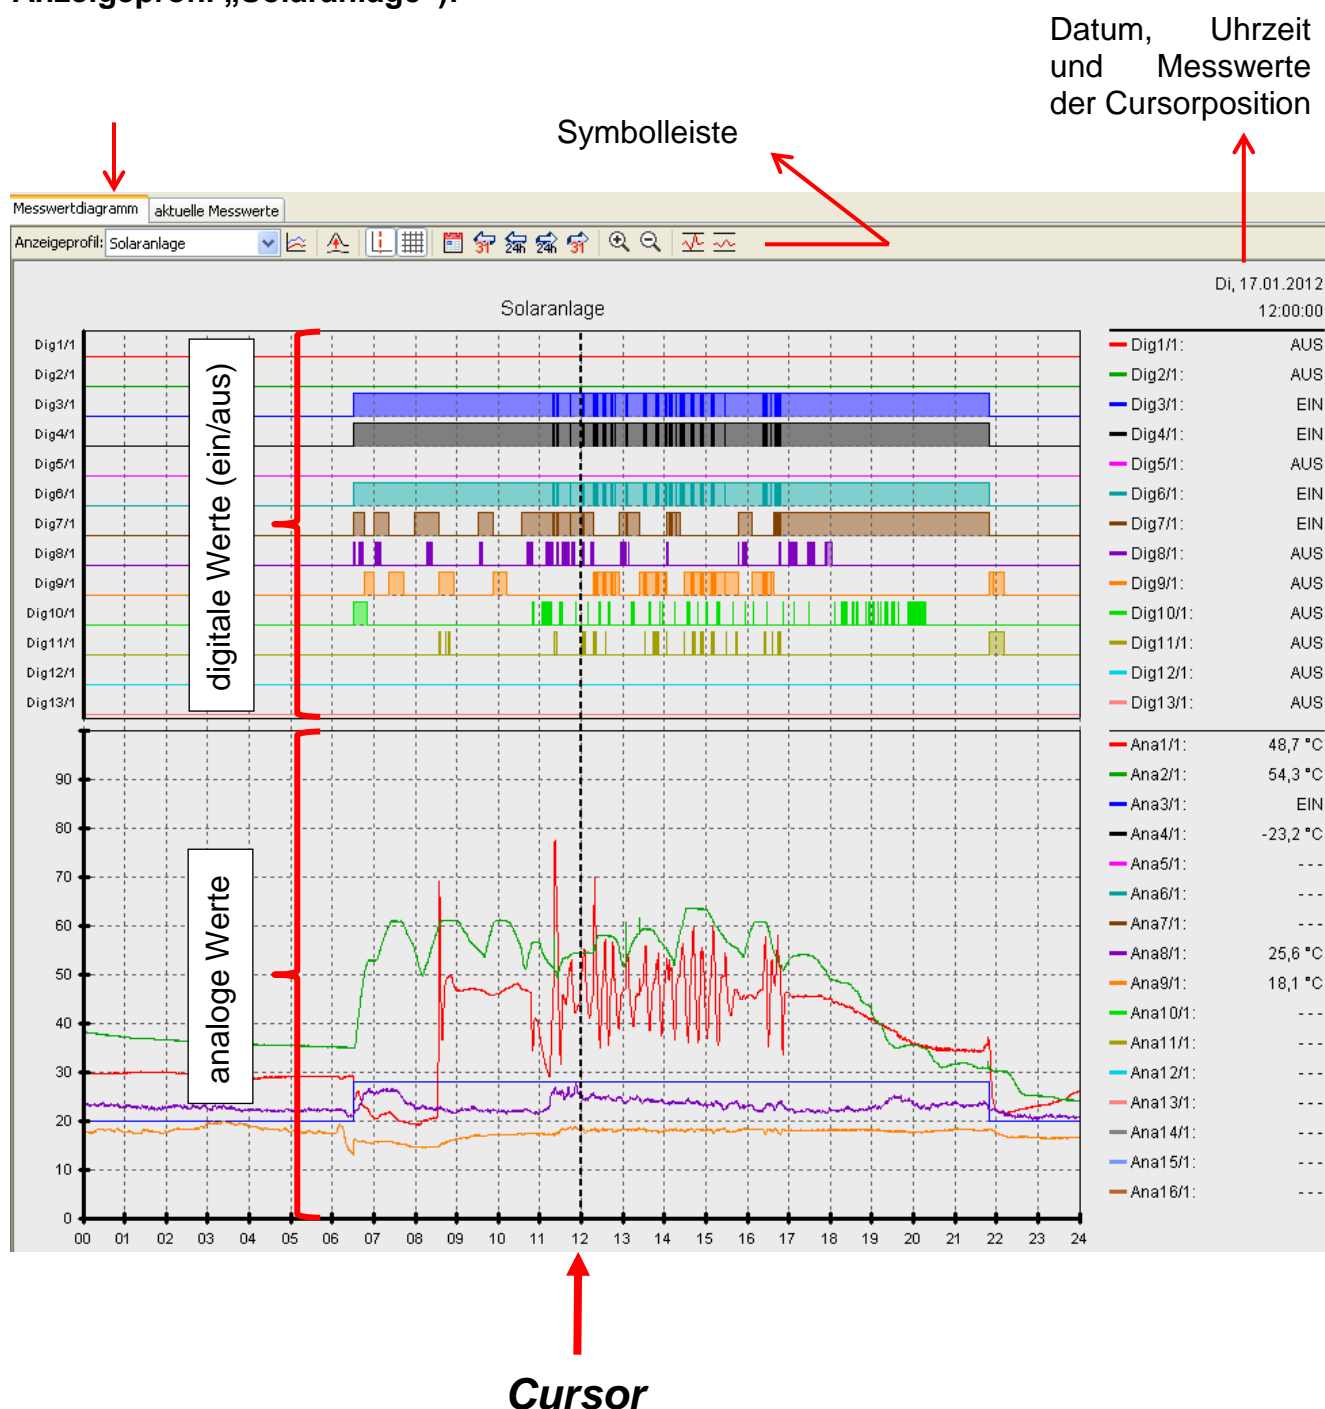 Anzeigeprofil „Solaranlage“).
Datum, Uhrzeit
und Messwerte
der Cursorposition
Symbolleiste
Messwertdiagramm aktuelle Messwerte
Anzeigeprofil: Solaranlage 31 24h 24h 31
Di, 17.01.2012
12:00:00
Solaranlage
Dig1/1
Dig2/1
Dig3/1
Dig4/1
Dig5/1
Dig6/1
Dig7/1
Dig8/1
Dig9/1
Dig10/1
Dig11/1
Dig12/1
Dig13/1
digitale Werte (ein/aus)
Dig1/1: AUS
Dig2/1: AUS
Dig3/1: EIN
Dig4/1: EIN
Dig5/1: AUS
Dig6/1: EIN
Dig7/1: EIN
Dig8/1: AUS
Dig9/1: AUS
Dig10/1: AUS
Dig11/1: AUS
Dig12/1: AUS
Dig13/1: AUS
90
80
70
60
50
40
30
20
10
0
analoge Werte
Ana1/1: 48,7 °C
Ana2/1: 54,3 °C
Ana3/1: EIN
Ana4/1: -23,2 °C
Ana5/1: - - -
Ana6/1: - - -
Ana7/1: - - -
Ana8/1: 25,6 °C
Ana9/1: 18,1 °C
Ana10/1: - - -
Ana11/1: - - -
Ana12/1: - - -
Ana13/1: - - -
Ana14/1: - - -
Ana15/1: - - -
Ana16/1: - - -
00 01 02 03 04 05 06 07 08 09 10 11 12 13 14 15 16 17 18 19 20 21 22 23 24
Cursor